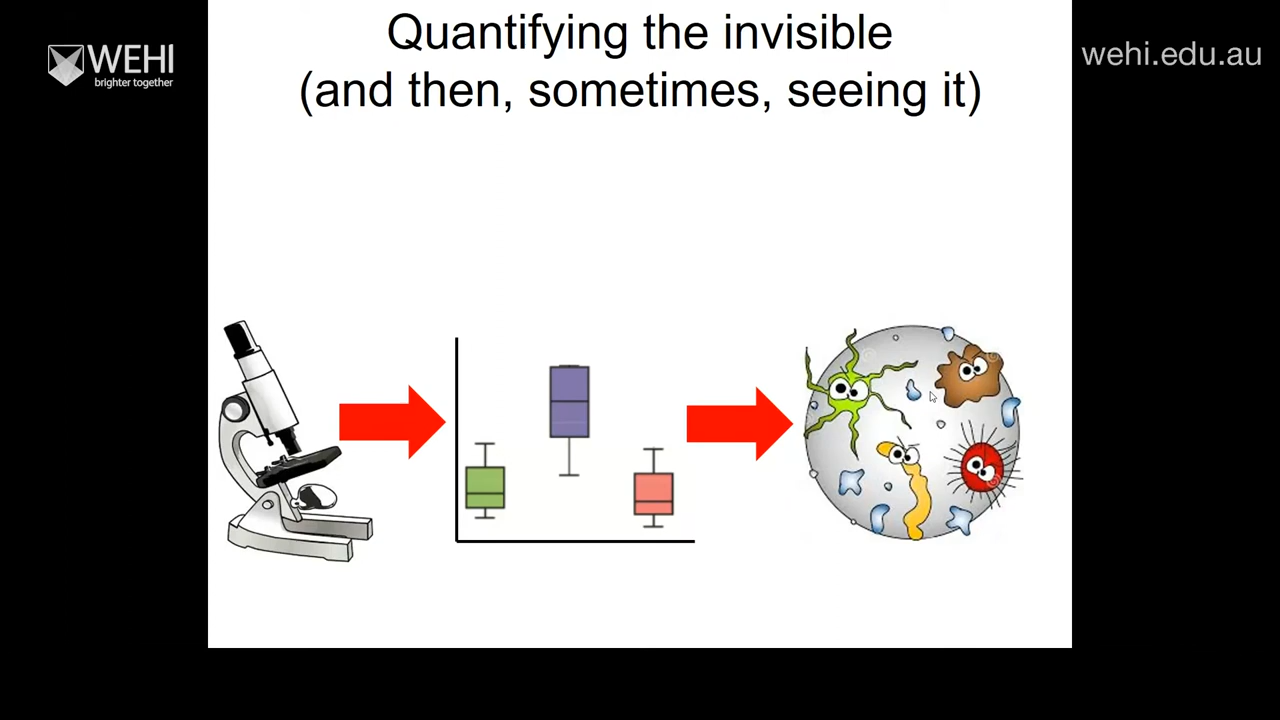 Quantifying the invisible
(and then, sometimes, seeing it)
WEHI
brighter together
wehi.edu.au